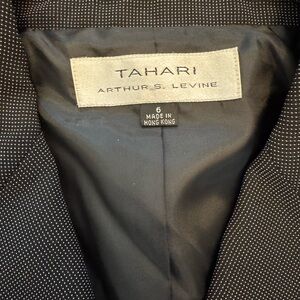 TAHARI
ARTHUR S. LEVINE
6
MADE IN
HONG KONG